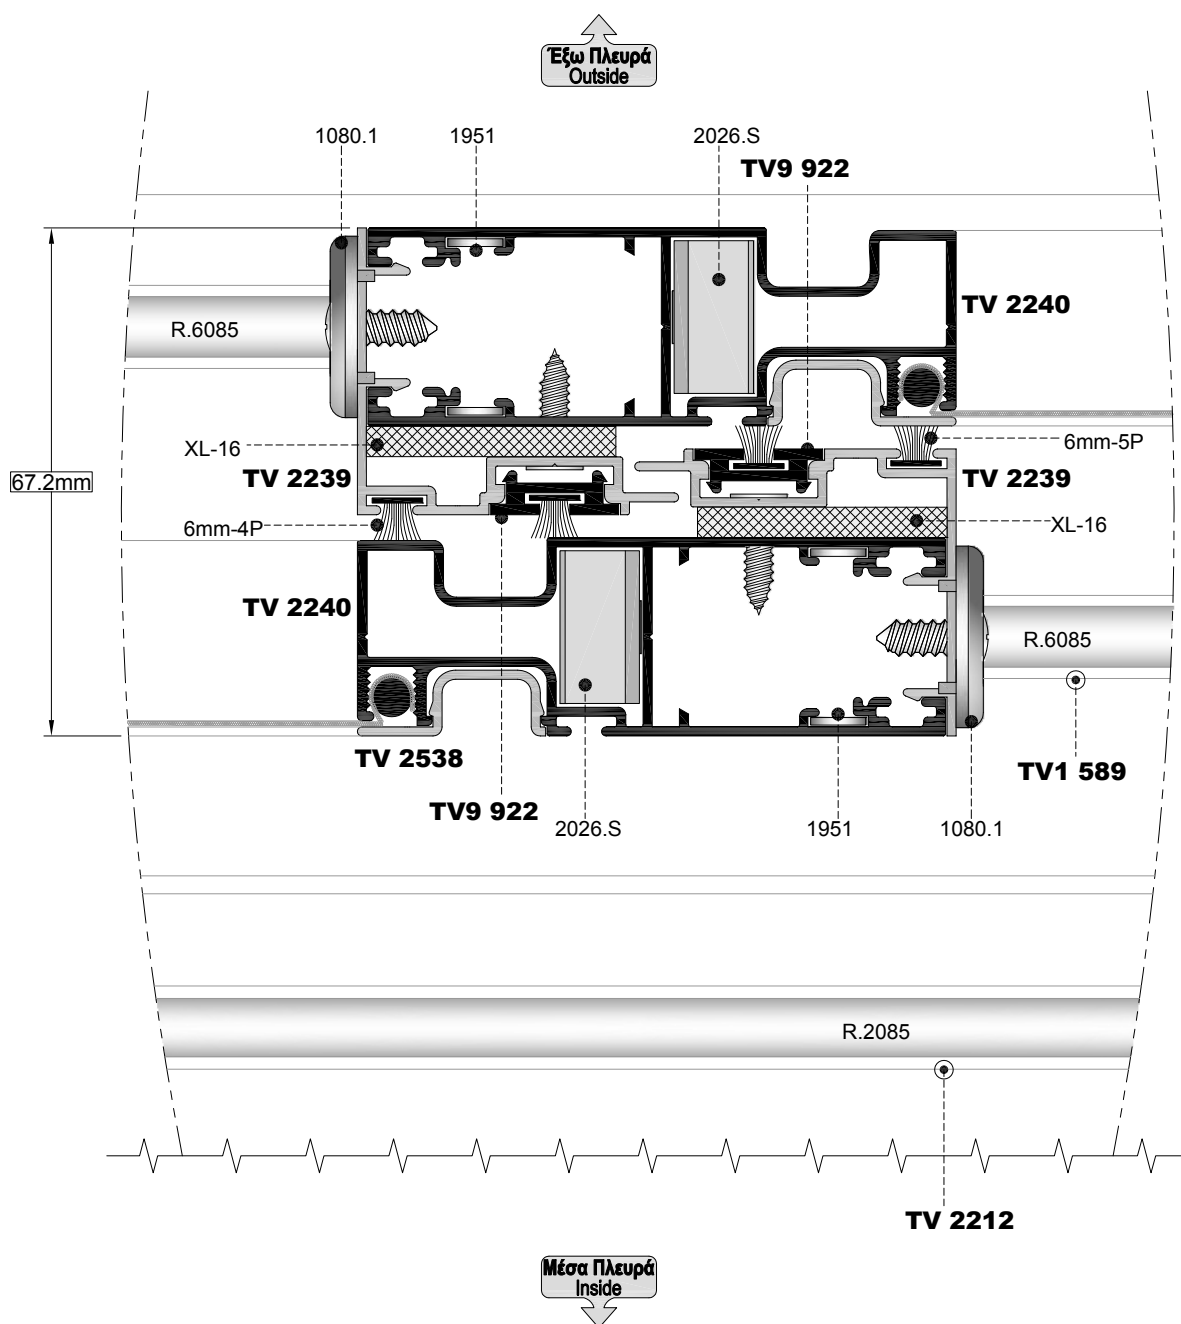 Έξω Πλευρά
Outside
1080.1
1951
2026.S
TV9 922
TV 2240
R.6085
XL-16
6mm-5P
TV 2239
TV 2239
67.2mm
6mm-4P
XL-16
TV 2240
R.6085
TV 2538
TV1 589
TV9 922
2026.S
1951
1080.1
R.2085
TV 2212
Μέσα Πλευρά
Inside